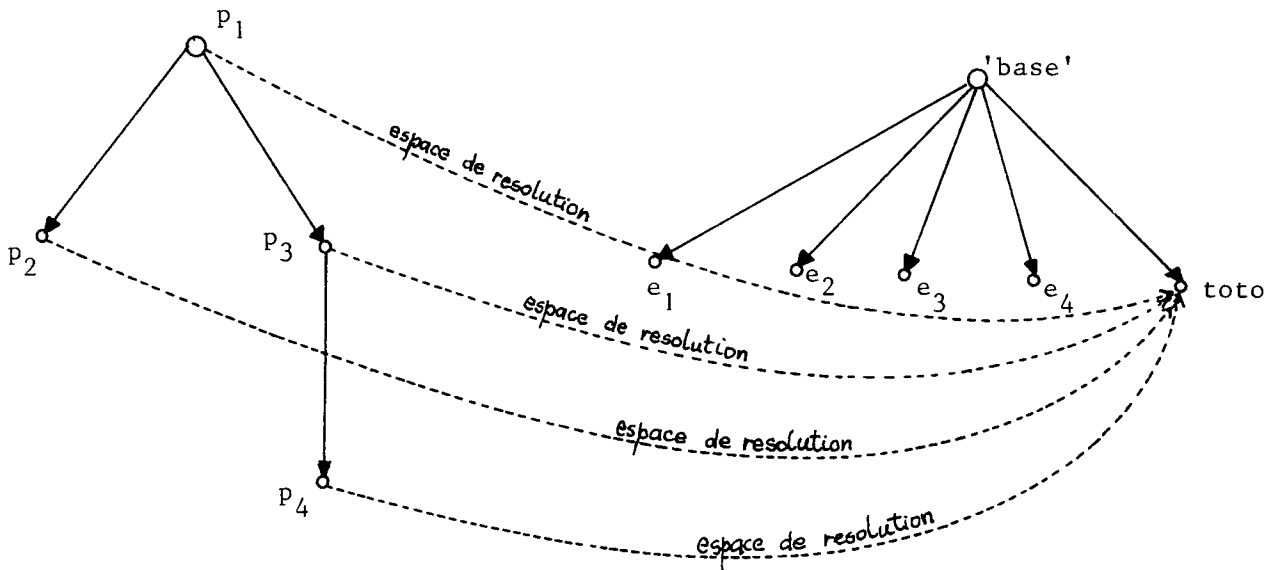 p1
'base'
espace de resolution
p2
p3
e1
e2
e3
e4
toto
espace de resolution
espace de resolution
p4
espace de resolution